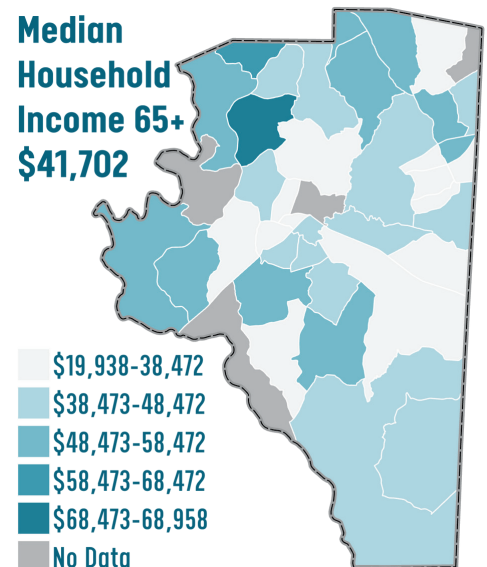 Median
Household
Income 65+
$41,702
$19,938-38,472
$38,473-48,472
$48,473-58,472
$58,473-68,472
$68,473-68,958
No Data